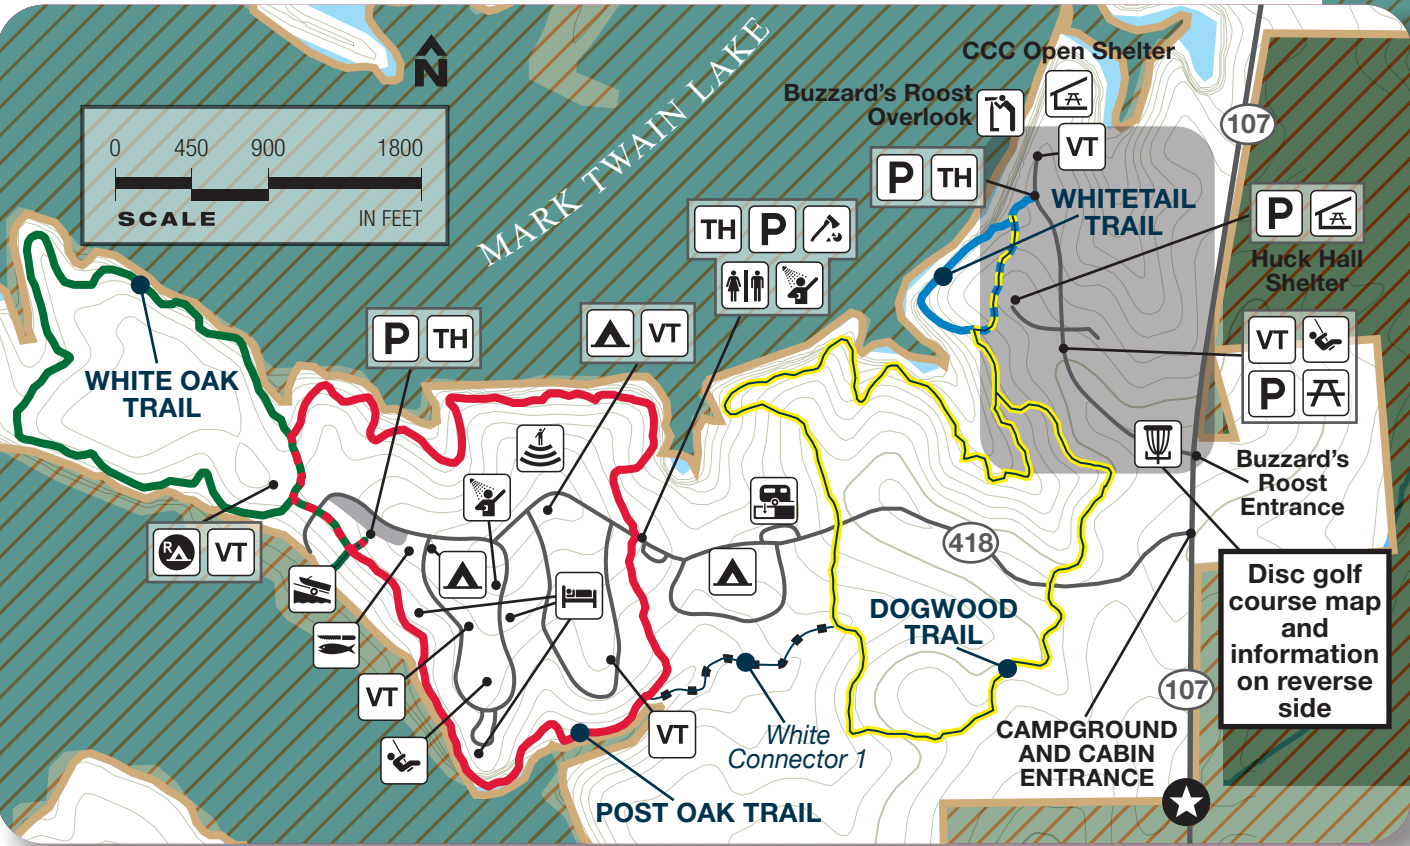 N
CCC Open Shelter
Buzzard's Roost
Overlook
VT
107
0 450 900 1800
SCALE IN FEET
MARK TWAIN LAKE
P TH
WHITETAIL
TRAIL
P
Huck Hall
Shelter
TH P
P TH
VT
VT
P
WHITE OAK
TRAIL
Buzzard's
Roost
Entrance
R VT
418
Disc golf
course map
and
information
on reverse
side
DOGWOOD
TRAIL
VT
VT
White
Connector 1
107
CAMPGROUND
AND CABIN
ENTRANCE
POST OAK TRAIL